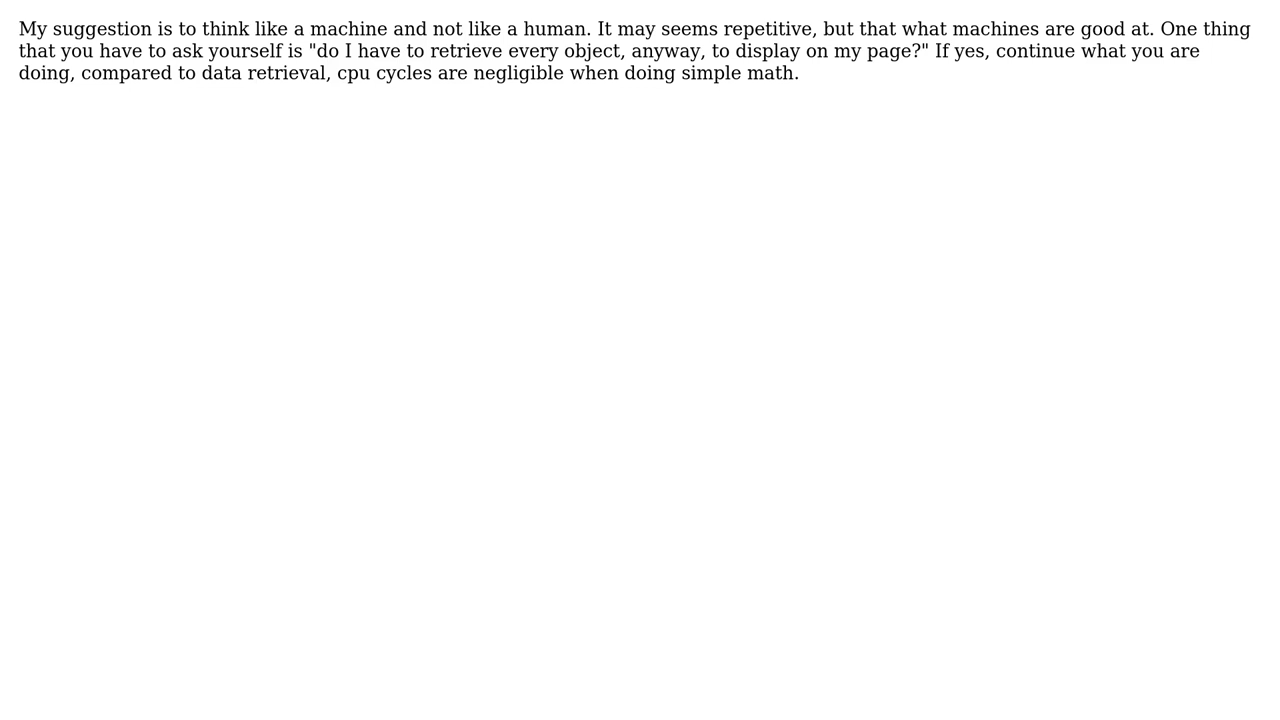 My suggestion is to think like a machine and not like a human. It may seems repetitive, but that what machines are good at. One thing
that you have to ask yourself is "do I have to retrieve every object, anyway, to display on my page?" If yes, continue what you are
doing, compared to data retrieval, cpu cycles are negligible when doing simple math.